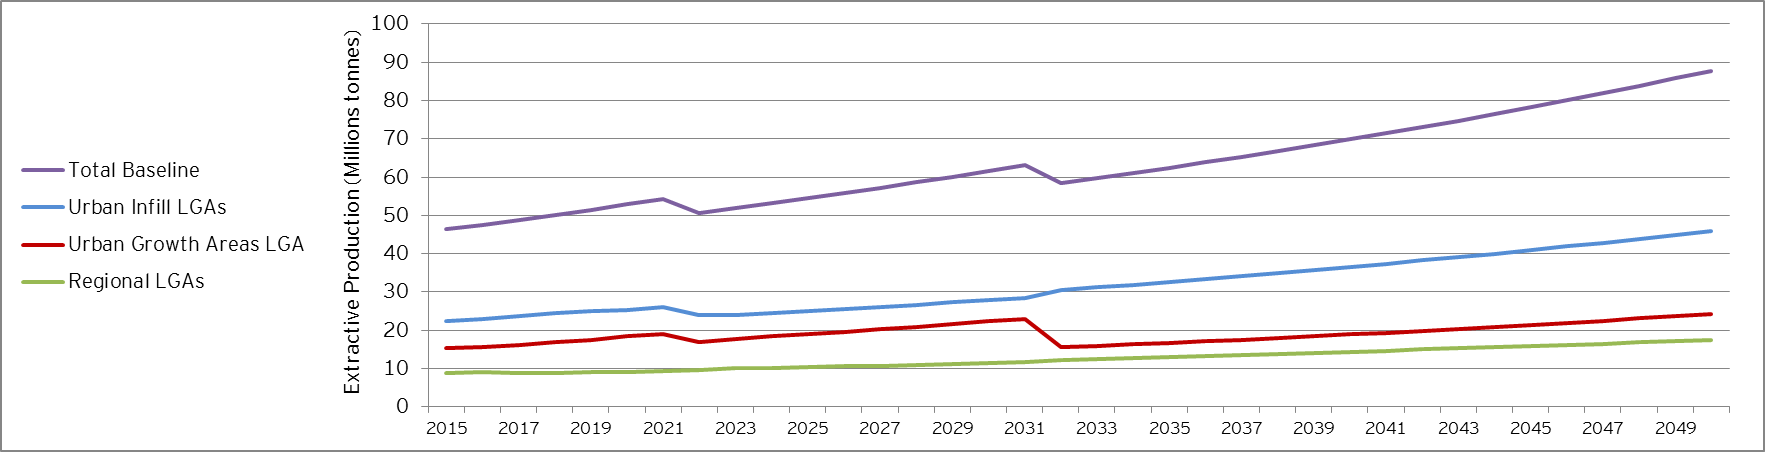 Total Baseline
Urban Infill LGAs
Urban Growth Areas LGA
Regional LGAs
Extractive Production (Millions tonnes)
100
90
80
70
60
50
40
30
20
10
0
2015 2017 2019 2021 2023 2025 2027 2029 2031 2033 2035 2037 2039 2041 2043 2045 2047 2049